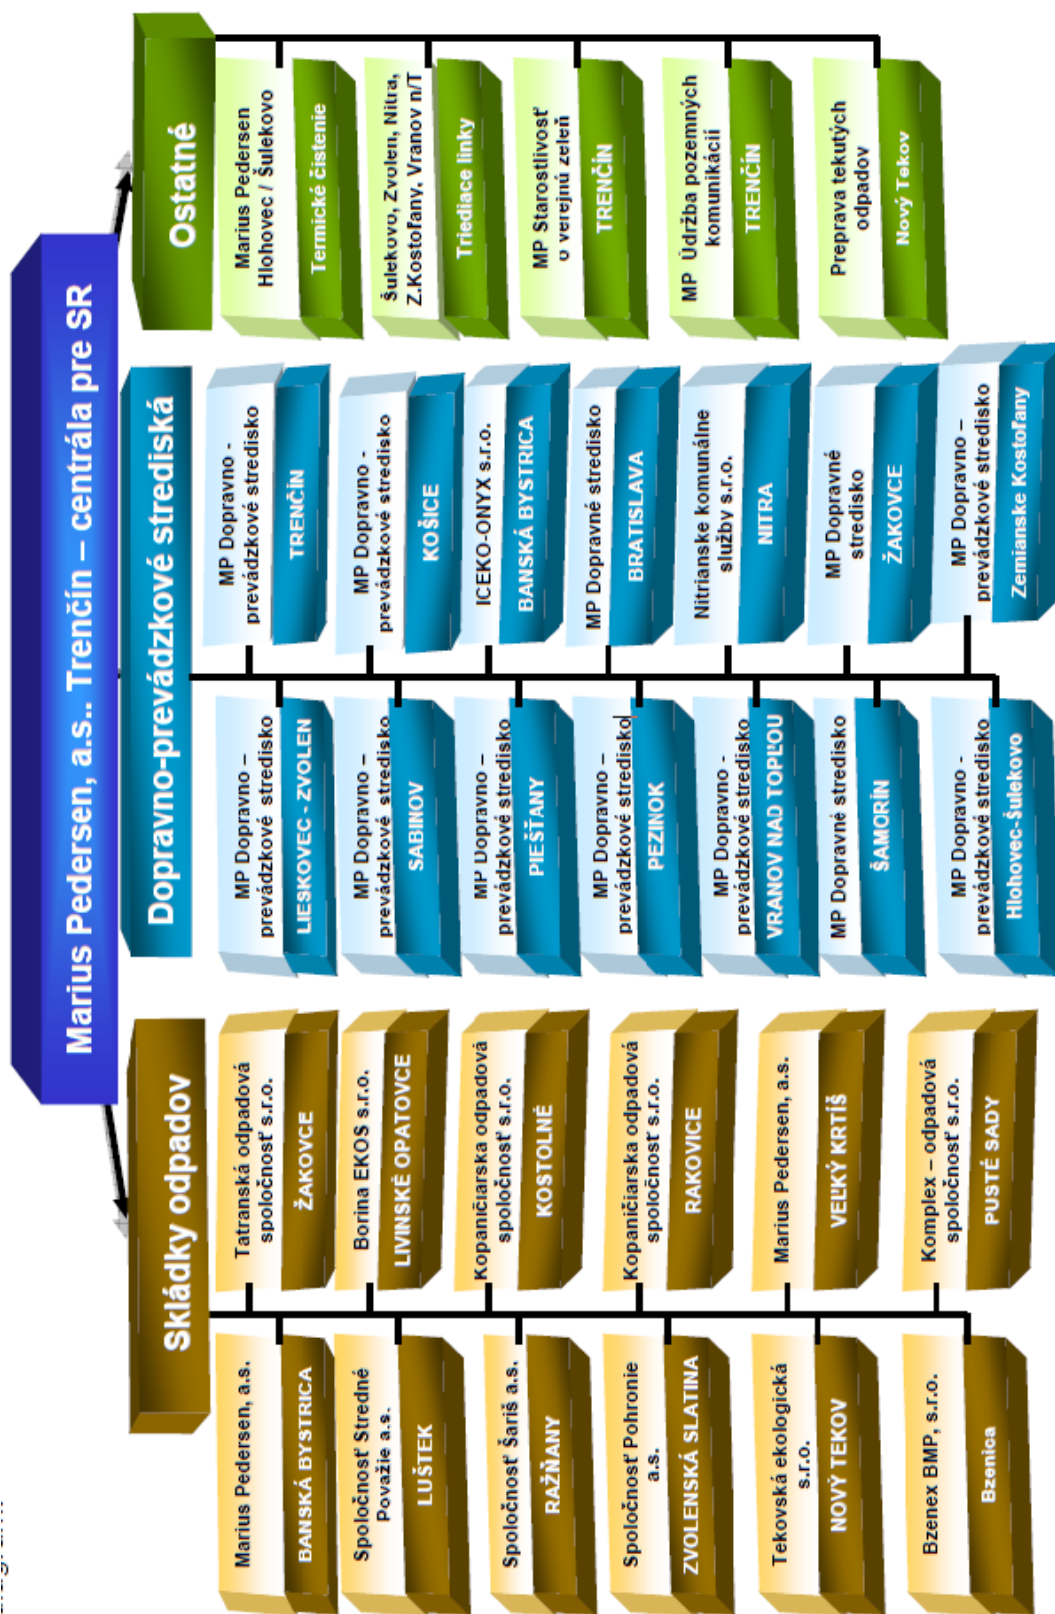 Marius Pedersen, a.s.. Trenčín – centrála pre SR
Skládky odpadov
Marius Pedersen, a.s.
BANSKÁ BYSTRICA
Spoločnosť Stredné
Považie a.s.
LUŠTEK
Spoločnosť Šariš a.s.
RAŽŇANY
Spoločnosť Pohronie
a.s.
ZVOLENSKÁ SLATINA
Tekovská ekologická
s.r.o.
NOVÝ TEKOV
Bzenex BMP, s.r.o.
Bzenica
Tatranská odpadová
spoločnosť s.r.o.
ŽAKOVCE
Borina EKOS s.r.o.
LIVINSKÉ OPATOVCE
Kopaničiarska odpadová
spoločnosť s.r.o.
KOSTOLNÉ
Kopaničiarska odpadová
spoločnosť s.r.o.
RAKOVICE
Marius Pedersen, a.s.
VEĽKÝ KRTÍŠ
Komplex – odpadová
spoločnosť s.r.o.
PUSTÉ SADY
Dopravno-prevádzkové strediská
MP Dopravno –
prevádzkové stredisko
LIESKOVEC - ZVOLEN
MP Dopravno –
prevádzkové stredisko
SABINOV
MP Dopravno –
prevádzkové stredisko
PIEŠŤANY
MP Dopravno –
prevádzkové stredisko
PEZINOK
MP Dopravno -
prevádzkové stredisko
VRANOV NAD TOPĽOU
MP Dopravné stredisko
ŠAMORÍN
MP Dopravno -
prevádzkové stredisko
Hlohovec-Šulekovo
MP Dopravno -
prevádzkové stredisko
TRENČÍN
MP Dopravno -
prevádzkové stredisko
KOŠICE
ICEKO-ONYX s.r.o.
BANSKÁ BYSTRICA
MP Dopravné stredisko
BRATISLAVA
Nitrianske komunálne
služby s.r.o.
NITRA
MP Dopravné
stredisko
ŽAKOVCE
MP Dopravno –
prevádzkové stredisko
Zemianske Kostoľany
Ostatné
Marius Pedersen
Hlohovec / Šulekovo
Termické čistenie
Šulekovo, Zvolen, Nitra,
Z.Kostoľany. Vranov n/T
Triediace linky
MP Starostlivosť
o verejnú zeleň
TRENČÍN
MP Údržba pozemných
komunikácií
TRENČÍN
Preprava tekutých
odpadov
Nový Tekov